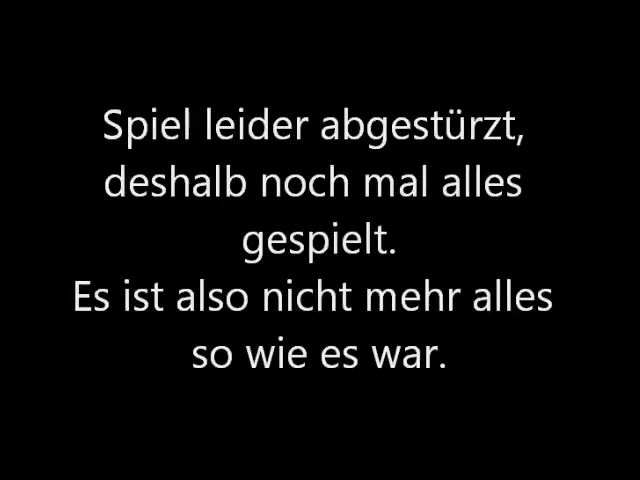 Spiel leider abgestürzt,
deshalb noch mal alles
gespielt.
Es ist also nicht mehr alles
so wie es war.